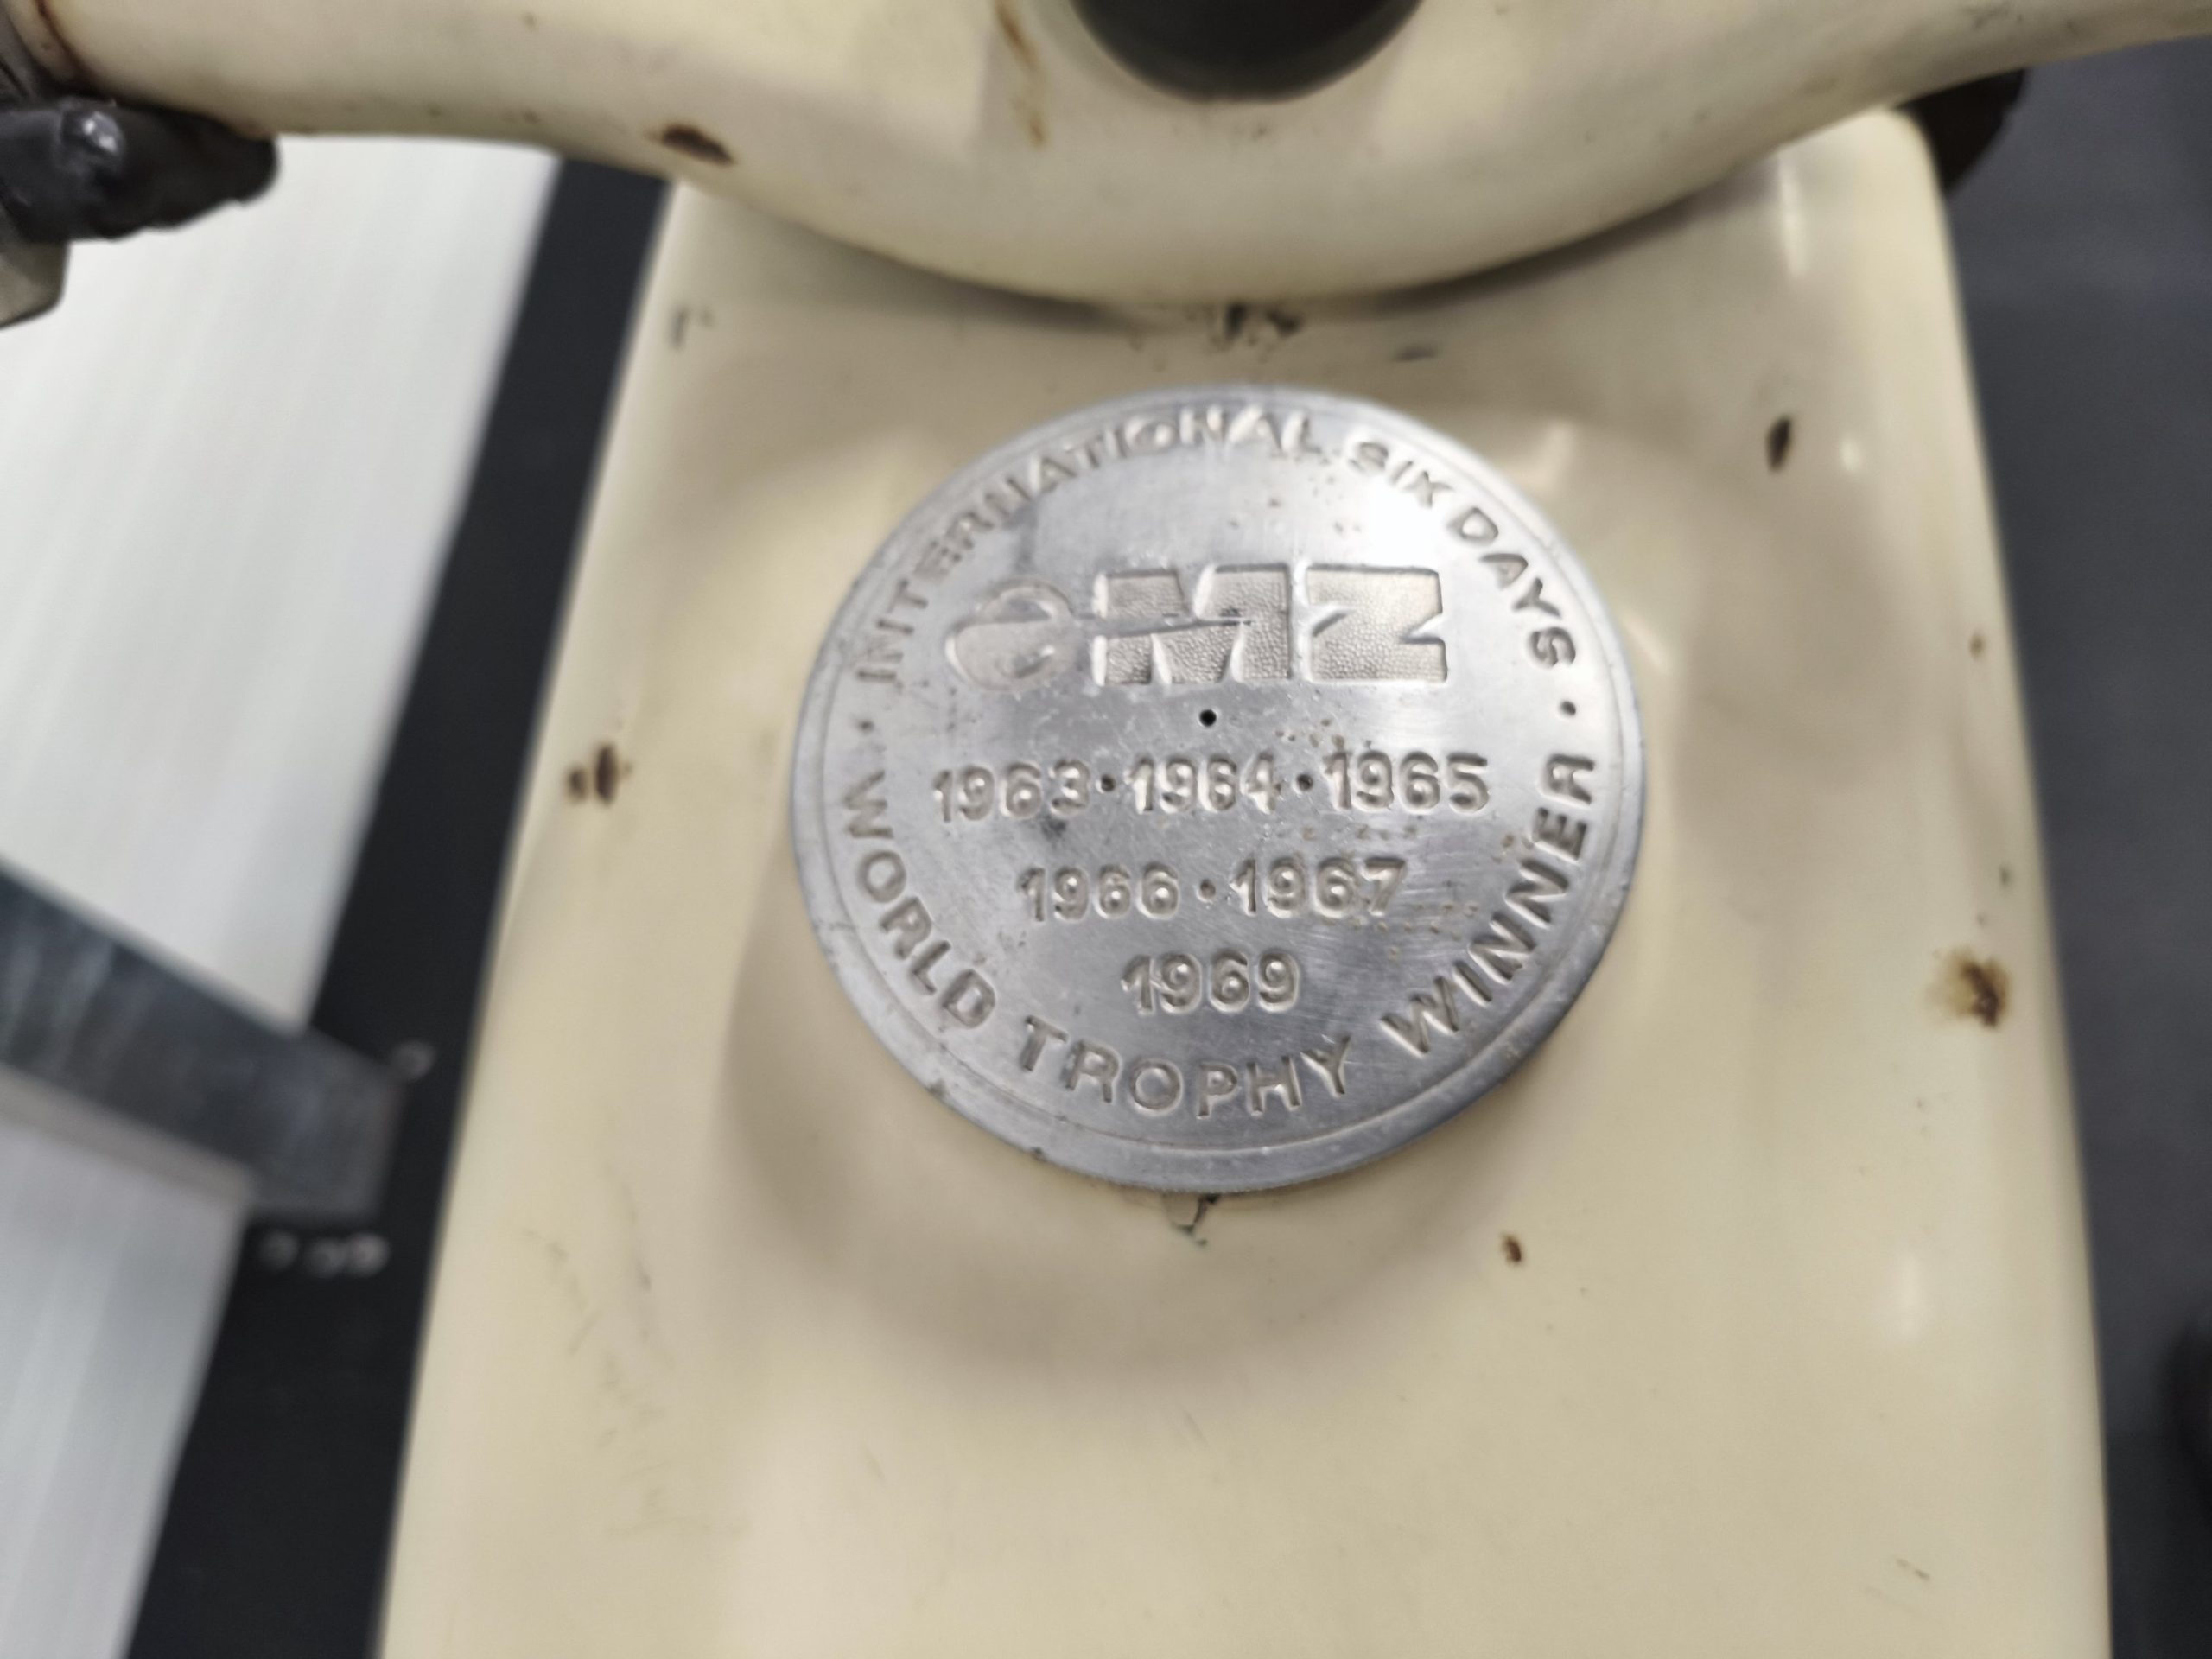 · INTERNATIONAL SIX DAYS ·
MZ
1963 · 1964 · 1965
1966 · 1967
1969
WORLD TROPHY WINNER